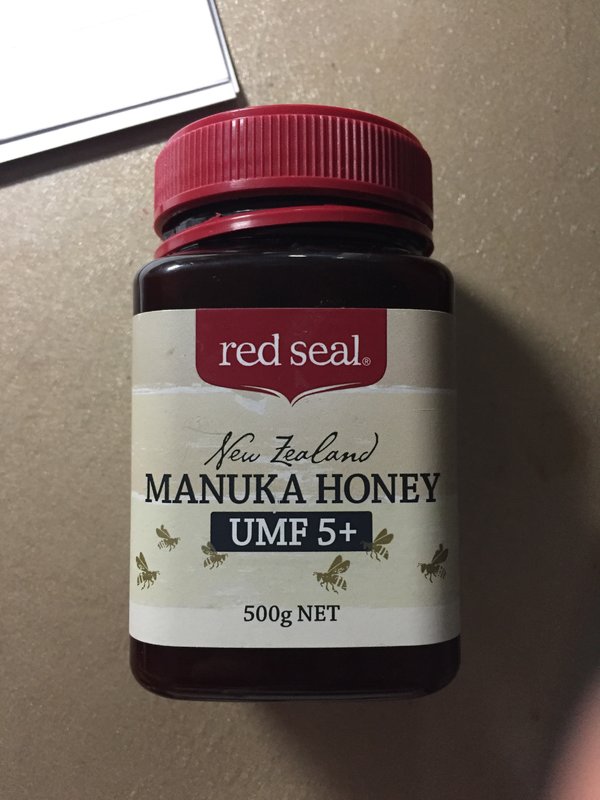 red seal®
New Zealand
MANUKA HONEY
UMF 5+
500g NET